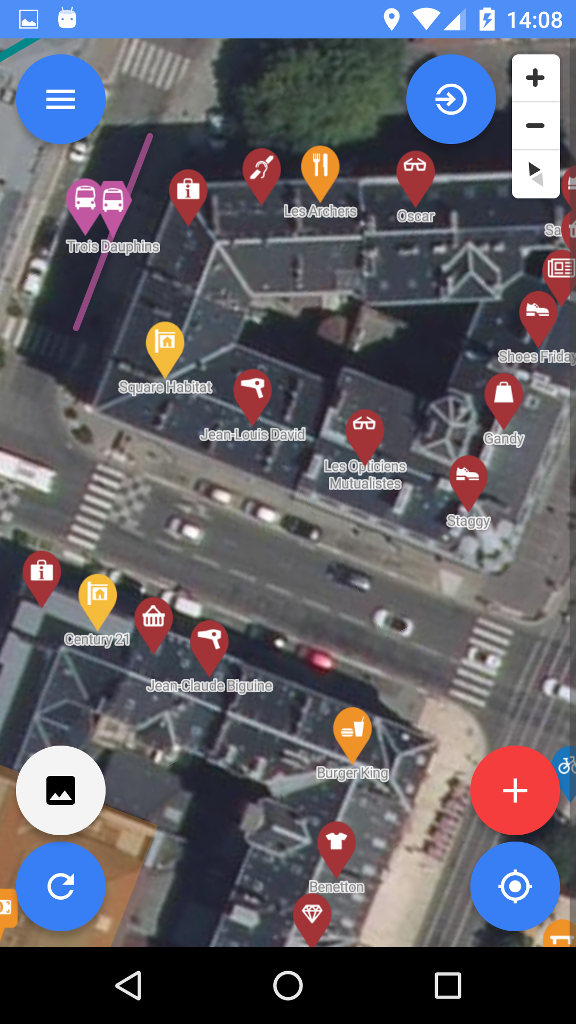 14:08
+
−
Les Archers
Oscar
Trois Dauphins
Shoes Friday
Square Habitat
Jean-Louis David
Gandy
Les Opticiens
Mutualistes
Staggy
Century 21
Jean-Claude Biguine
Burger King
+
Benetton